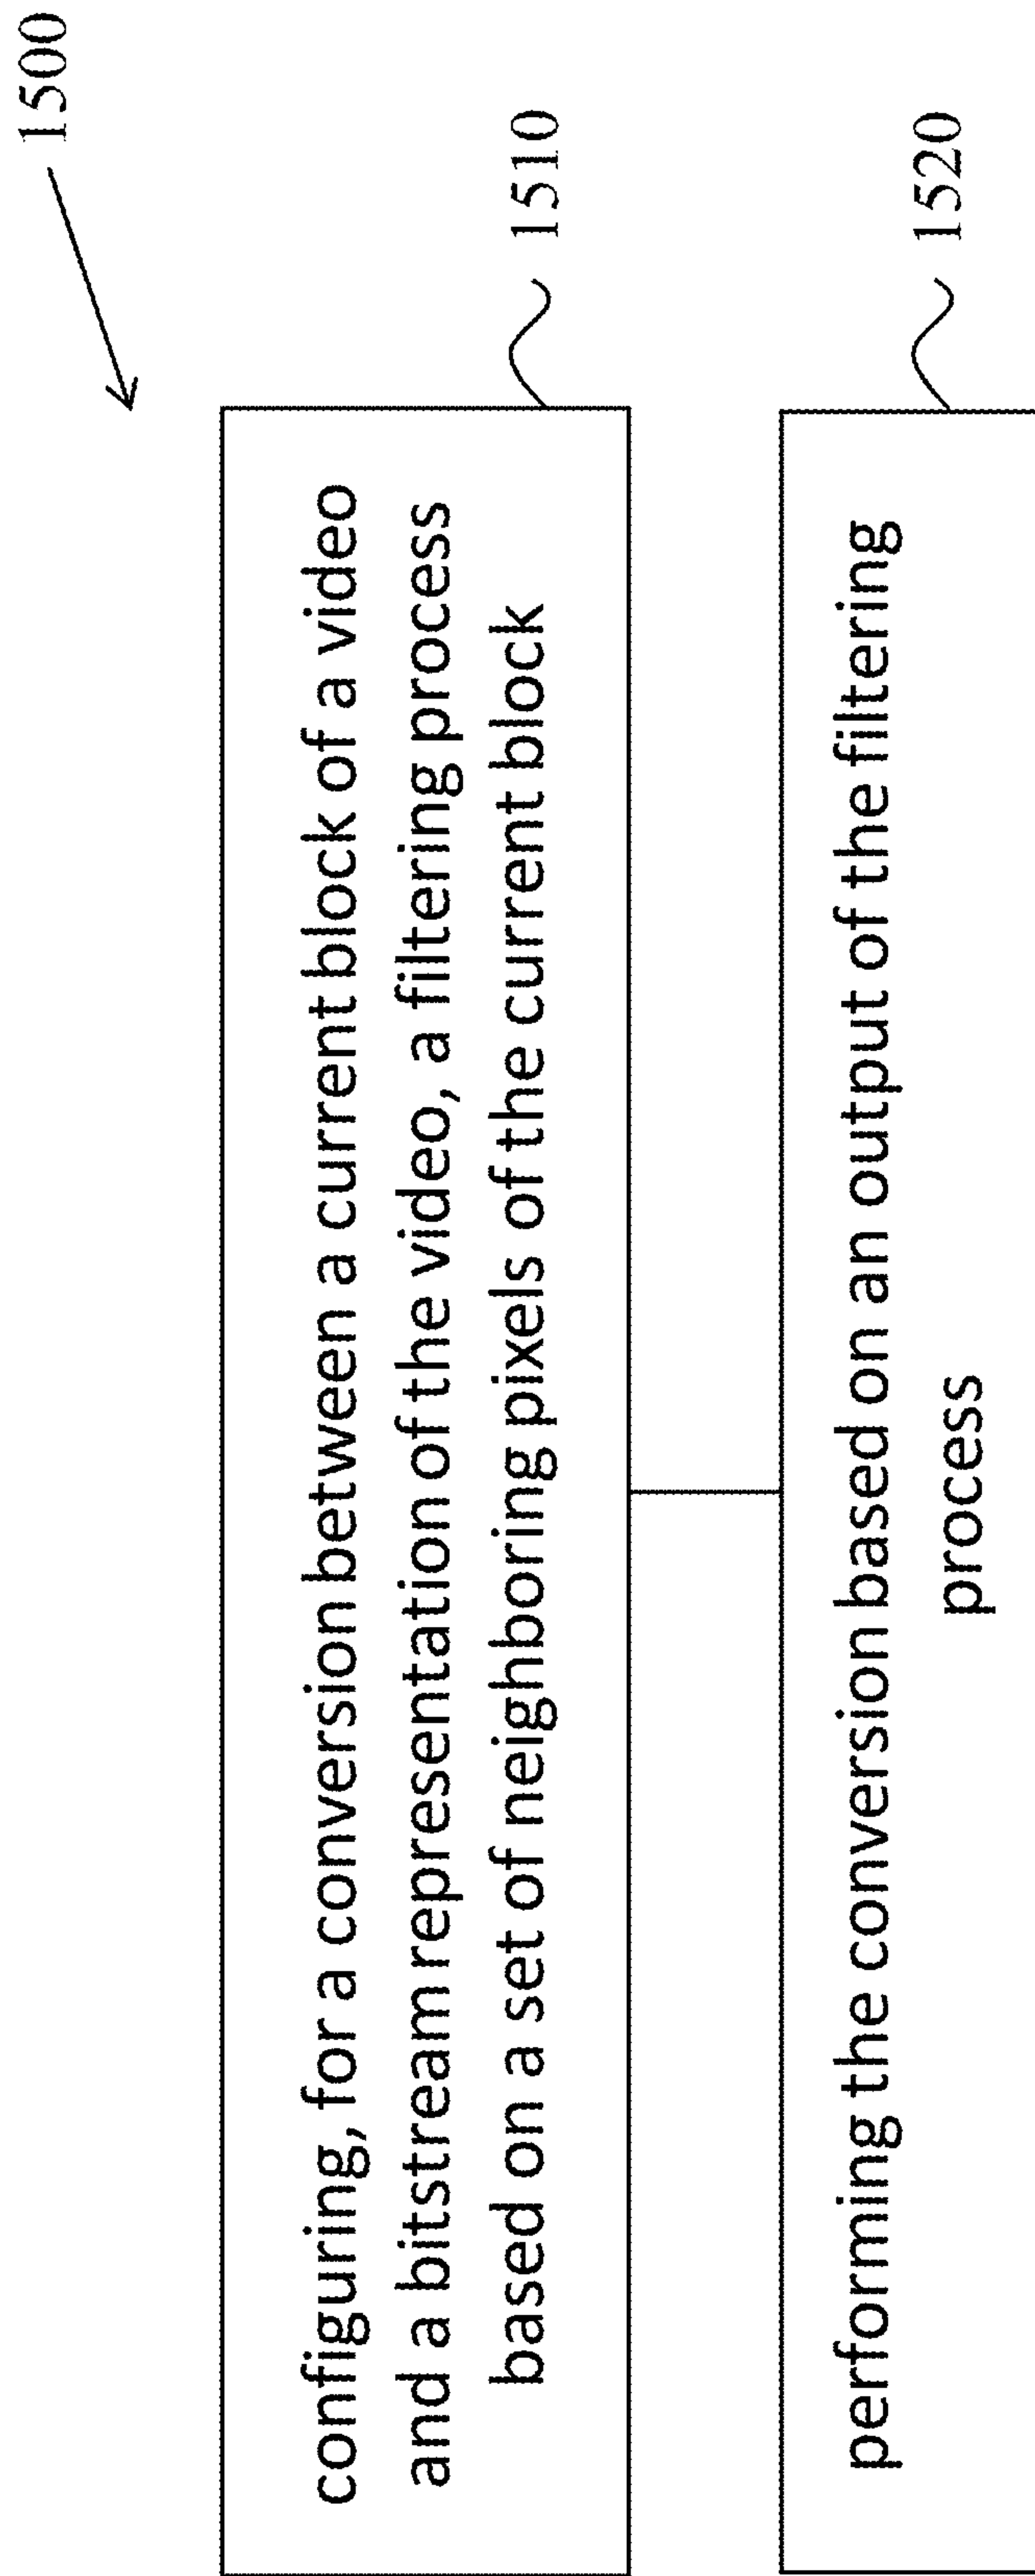 1500
configuring, for a conversion between a current block of a video
and a bitstream representation of the video, a filtering process
based on a set of neighboring pixels of the current block
1510
performing the conversion based on an output of the filtering
process
1520